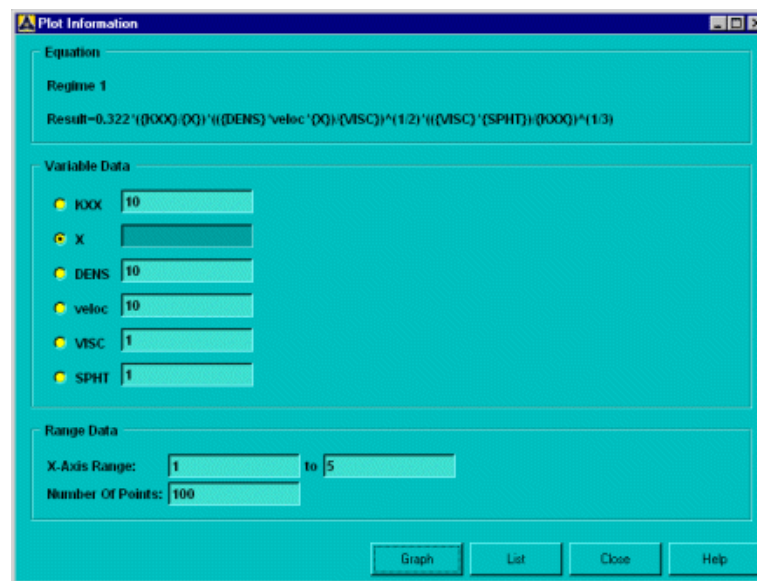 Plot Information
Equation
Regime 1
Result=0.322*({KXX}/{X})*(({DENS}*veloc*{X})/{VISC})^(1/2)*(({VISC}*{SPHT})/{KXX})^(1/3)
Variable Data
KXX 10
X
DENS 10
veloc 10
VISC 1
SPHT 1
Range Data
X-Axis Range: 1 to 5
Number Of Points: 100
Graph List Close Help